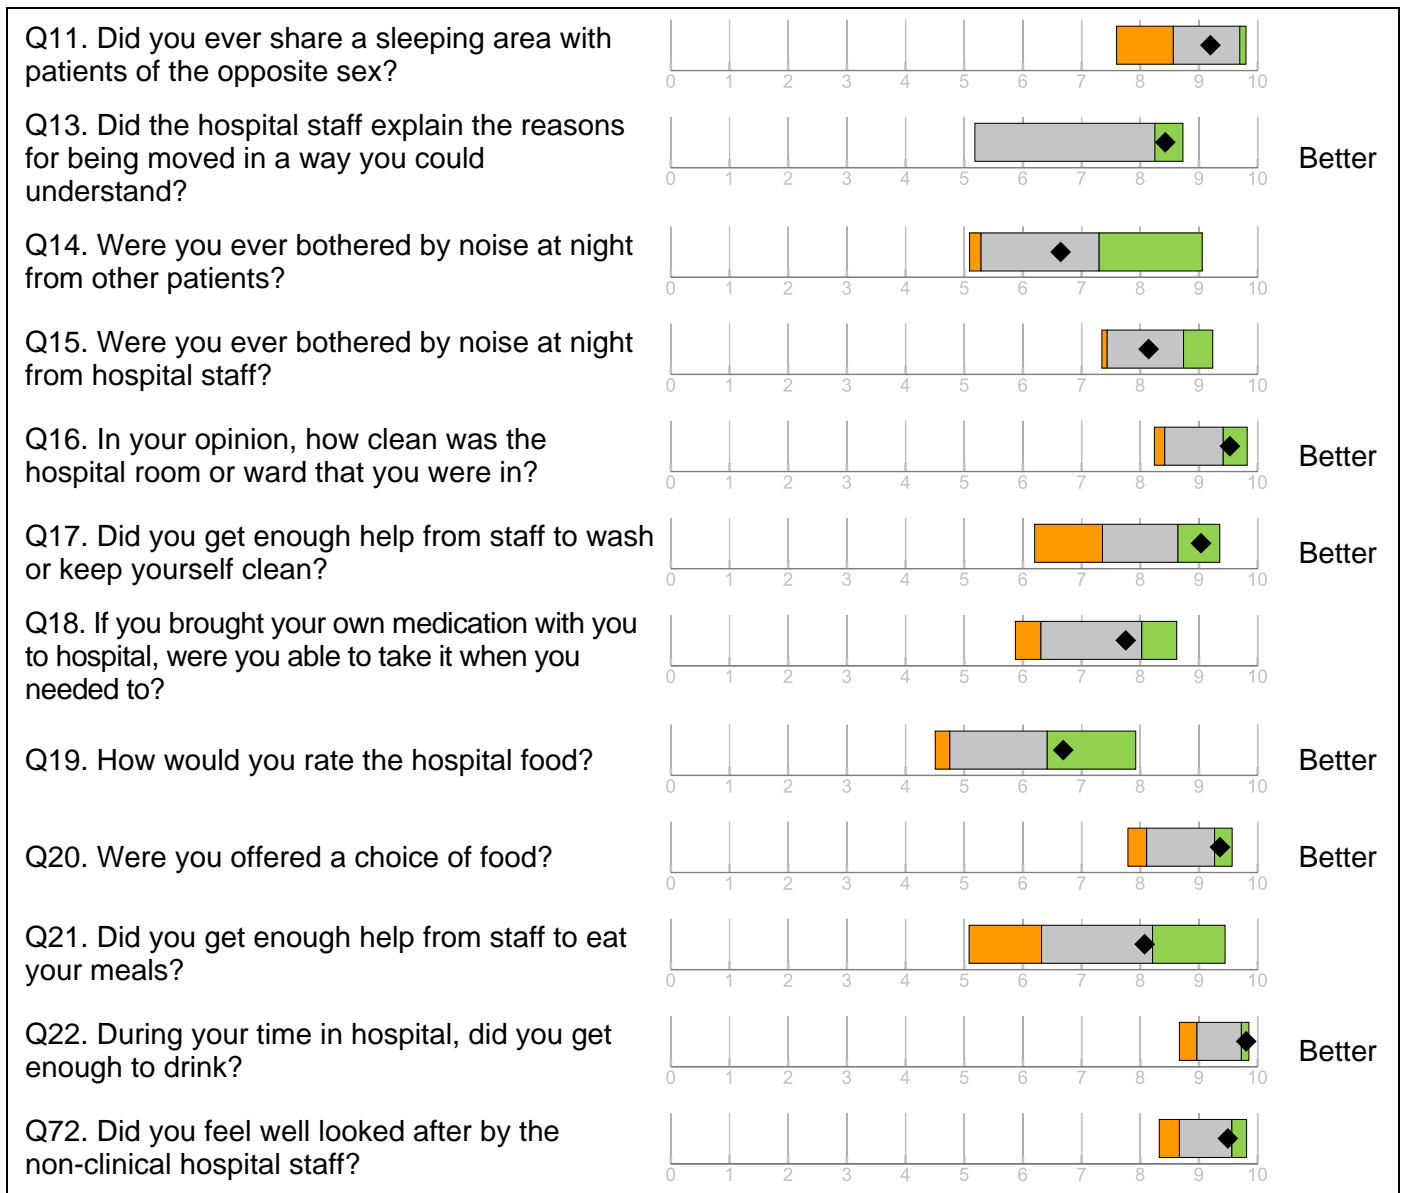 Q11. Did you ever share a sleeping area with
patients of the opposite sex?
0 1 2 3 4 5 6 7 8 9 10
Q13. Did the hospital staff explain the reasons
for being moved in a way you could
understand?
0 1 2 3 4 5 6 7 8 9 10
Better
Q14. Were you ever bothered by noise at night
from other patients?
0 1 2 3 4 5 6 7 8 9 10
Q15. Were you ever bothered by noise at night
from hospital staff?
0 1 2 3 4 5 6 7 8 9 10
Q16. In your opinion, how clean was the
hospital room or ward that you were in?
0 1 2 3 4 5 6 7 8 9 10
Better
Q17. Did you get enough help from staff to wash
or keep yourself clean?
0 1 2 3 4 5 6 7 8 9 10
Better
Q18. If you brought your own medication with you
to hospital, were you able to take it when you
needed to?
0 1 2 3 4 5 6 7 8 9 10
Q19. How would you rate the hospital food?
0 1 2 3 4 5 6 7 8 9 10
Better
Q20. Were you offered a choice of food?
0 1 2 3 4 5 6 7 8 9 10
Better
Q21. Did you get enough help from staff to eat
your meals?
0 1 2 3 4 5 6 7 8 9 10
Q22. During your time in hospital, did you get
enough to drink?
0 1 2 3 4 5 6 7 8 9 10
Better
Q72. Did you feel well looked after by the
non-clinical hospital staff?
0 1 2 3 4 5 6 7 8 9 10